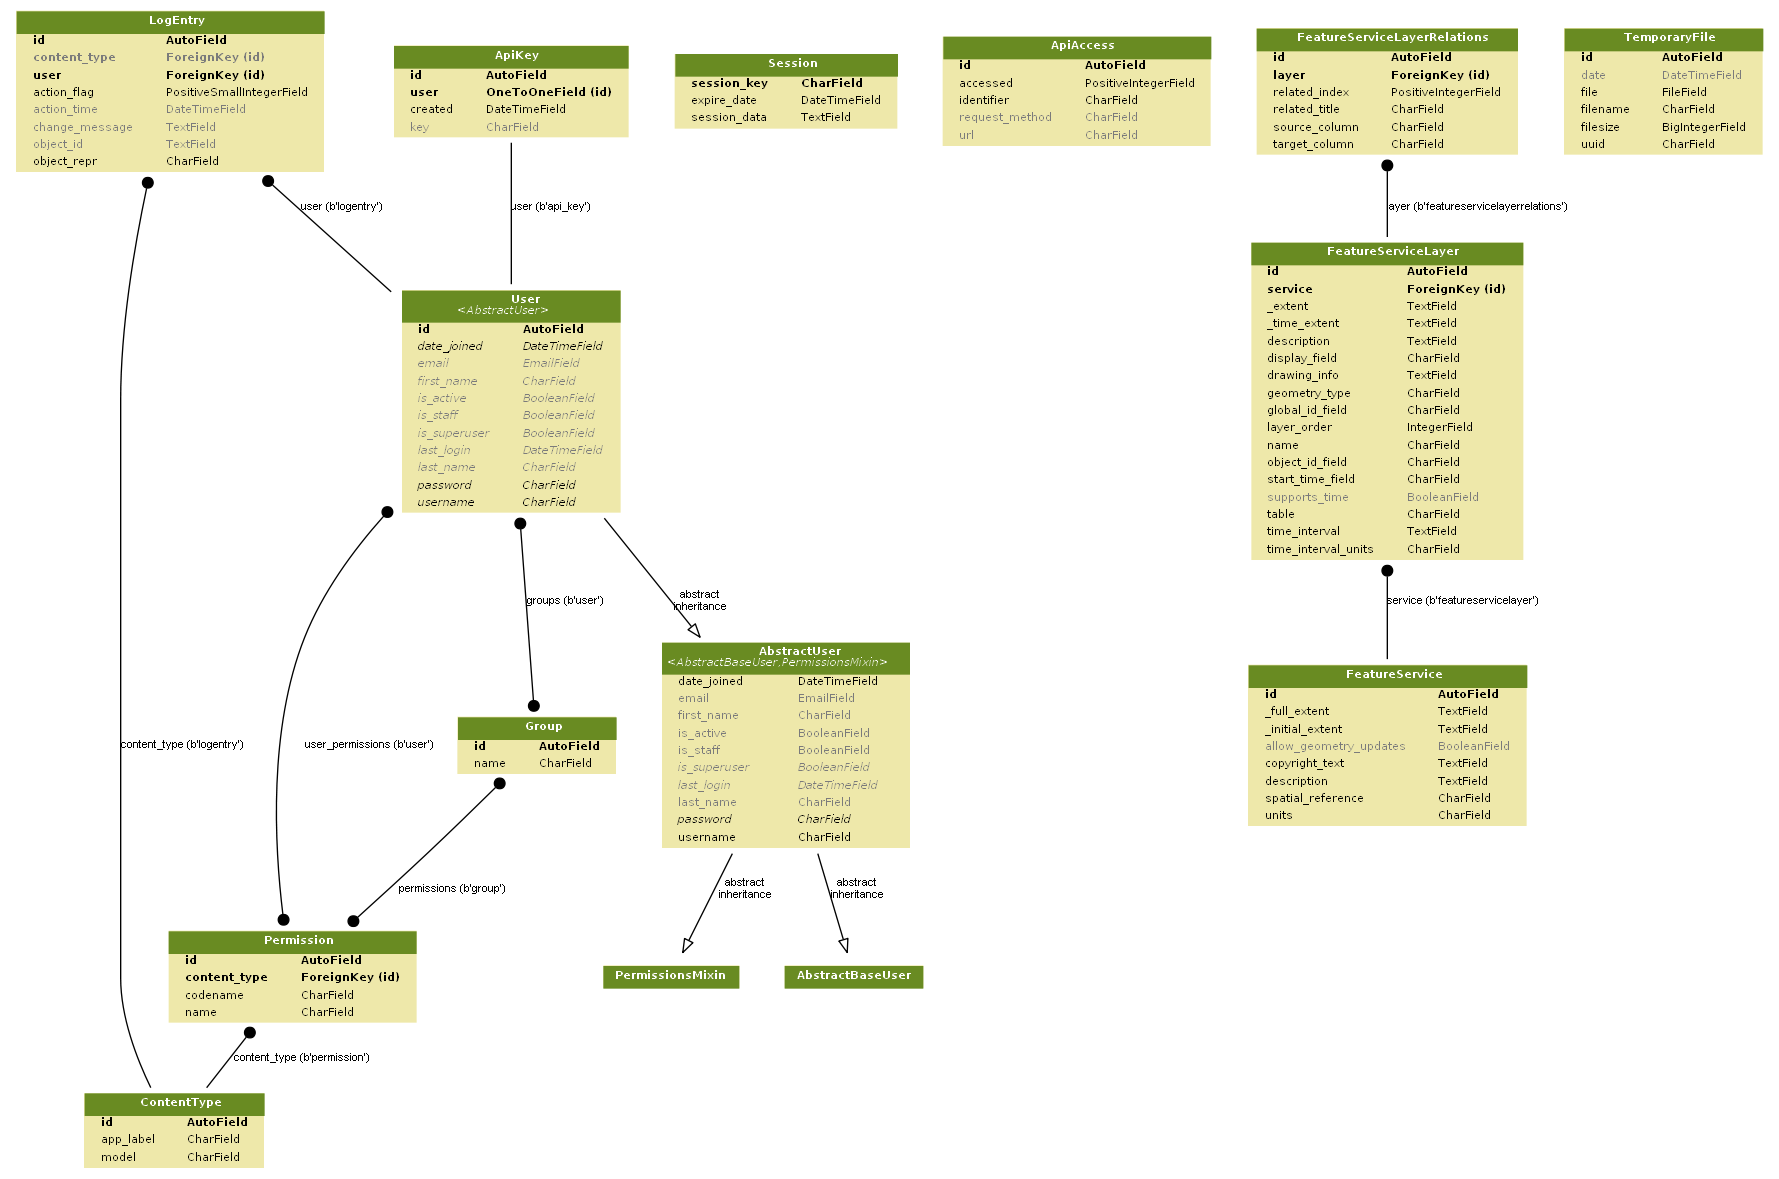 LogEntry
id AutoField
content_type ForeignKey (id)
user ForeignKey (id)
action_flag PositiveSmallIntegerField
action_time DateTimeField
change_message TextField
object_id TextField
object_repr CharField
ApiKey
id AutoField
user OneToOneField (id)
created DateTimeField
key CharField
Session
session_key CharField
expire_date DateTimeField
session_data TextField
ApiAccess
id AutoField
accessed PositiveIntegerField
identifier CharField
request_method CharField
url CharField
FeatureServiceLayerRelations
id AutoField
layer ForeignKey (id)
related_index PositiveIntegerField
related_title CharField
source_column CharField
target_column CharField
TemporaryFile
id AutoField
date DateTimeField
file FileField
filename CharField
filesize BigIntegerField
uuid CharField
user (b'logentry')
user (b'api_key')
layer (b'featureservicelayerrelations')
User
<AbstractUser>
id AutoField
date_joined DateTimeField
email EmailField
first_name CharField
is_active BooleanField
is_staff BooleanField
is_superuser BooleanField
last_login DateTimeField
last_name CharField
password CharField
username CharField
FeatureServiceLayer
id AutoField
service ForeignKey (id)
_extent TextField
_time_extent TextField
description TextField
display_field CharField
drawing_info TextField
geometry_type CharField
global_id_field CharField
layer_order IntegerField
name CharField
object_id_field CharField
start_time_field CharField
supports_time BooleanField
table CharField
time_interval TextField
time_interval_units CharField
groups (b'user')
abstract
inheritance
service (b'featureservicelayer')
AbstractUser
<AbstractBaseUser,PermissionsMixin>
date_joined DateTimeField
email EmailField
first_name CharField
is_active BooleanField
is_staff BooleanField
is_superuser BooleanField
last_login DateTimeField
last_name CharField
password CharField
username CharField
FeatureService
id AutoField
_full_extent TextField
_initial_extent TextField
allow_geometry_updates BooleanField
copyright_text TextField
description TextField
spatial_reference CharField
units CharField
content_type (b'logentry')
user_permissions (b'user')
Group
id AutoField
name CharField
permissions (b'group')
abstract
inheritance
abstract
inheritance
Permission
id AutoField
content_type ForeignKey (id)
codename CharField
name CharField
PermissionsMixin
AbstractBaseUser
content_type (b'permission')
ContentType
id AutoField
app_label CharField
model CharField